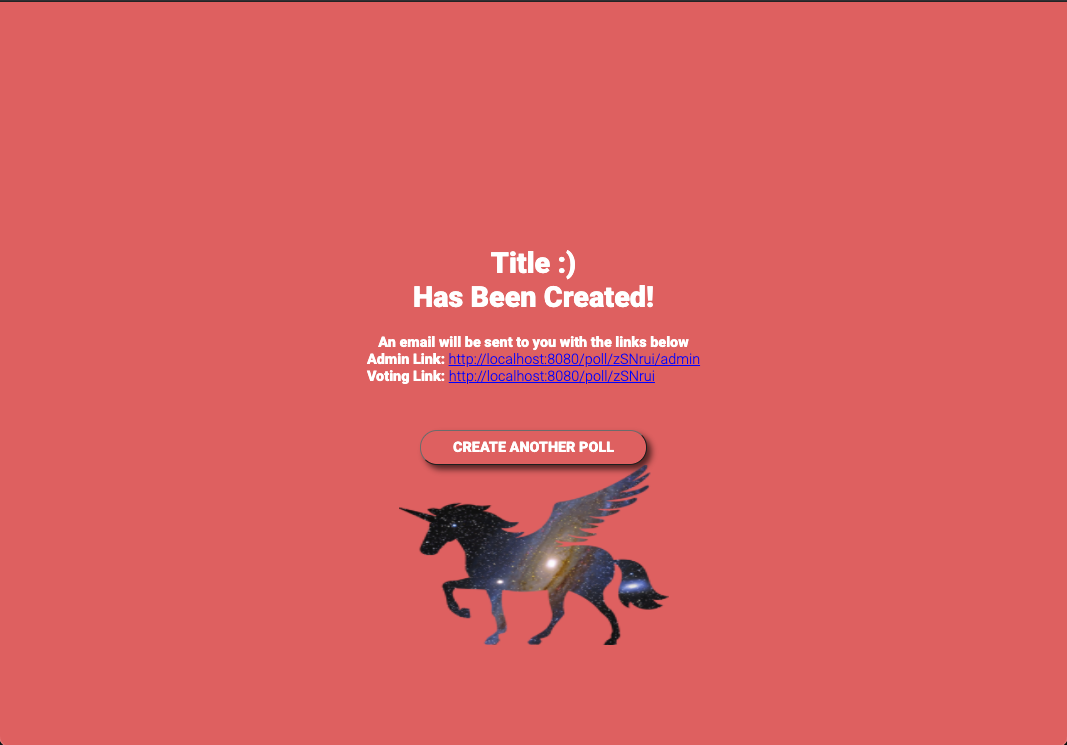 Title :)
Has Been Created!
An email will be sent to you with the links below
Admin Link: http://localhost:8080/poll/zSNrui/admin
Voting Link: http://localhost:8080/poll/zSNrui
CREATE ANOTHER POLL